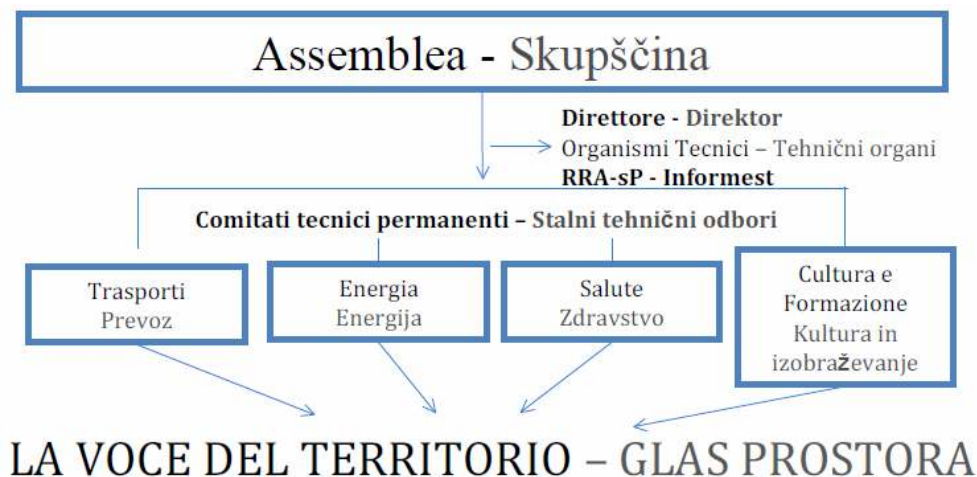 Assemblea - Skupščina
Direttore - Direktor
Organismi Tecnici – Tehnični organi
RRA-sP - Informest
Comitati tecnici permanenti – Stalni tehnični odbori
Trasporti
Prevoz
Energia
Energija
Salute
Zdravstvo
Cultura e
Formazione
Kultura in
izobraževanje
LA VOCE DEL TERRITORIO – GLAS PROSTORA